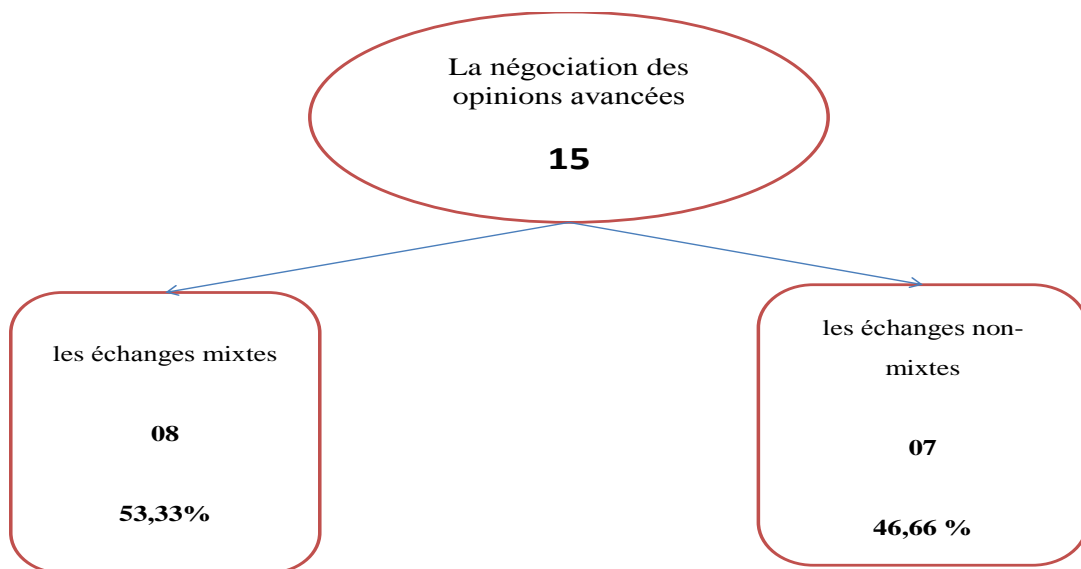 La négociation des
opinions avancées
15
les échanges mixtes
08
53,33%
les échanges non-
mixtes
07
46,66 %